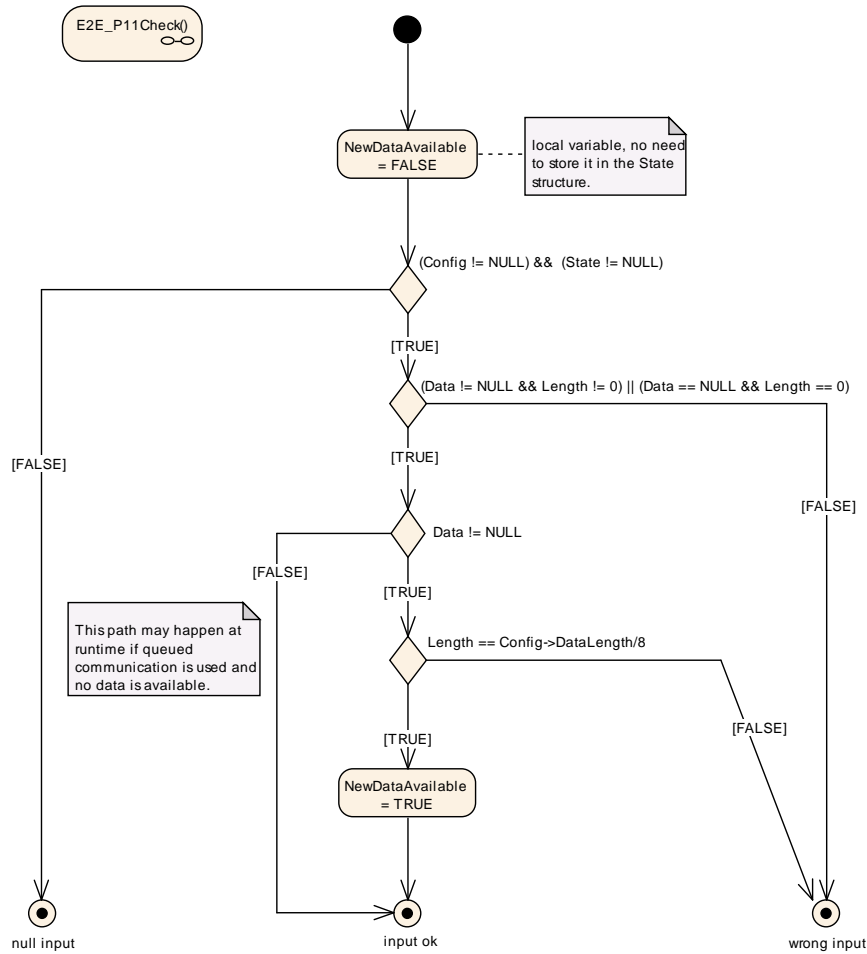 E2E_P11Check()
NewDataAvailable
= FALSE
local variable, no need
to store it in the State
structure.
(Config != NULL) && (State != NULL)
[TRUE]
(Data != NULL && Length != 0) || (Data == NULL && Length == 0)
[TRUE]
[FALSE]
[FALSE]
Data != NULL
[FALSE]
[TRUE]
This path may happen at
runtime if queued
communication is used and
no data is available.
Length == Config->DataLength/8
[FALSE]
[TRUE]
NewDataAvailable
= TRUE
null input
input ok
wrong input